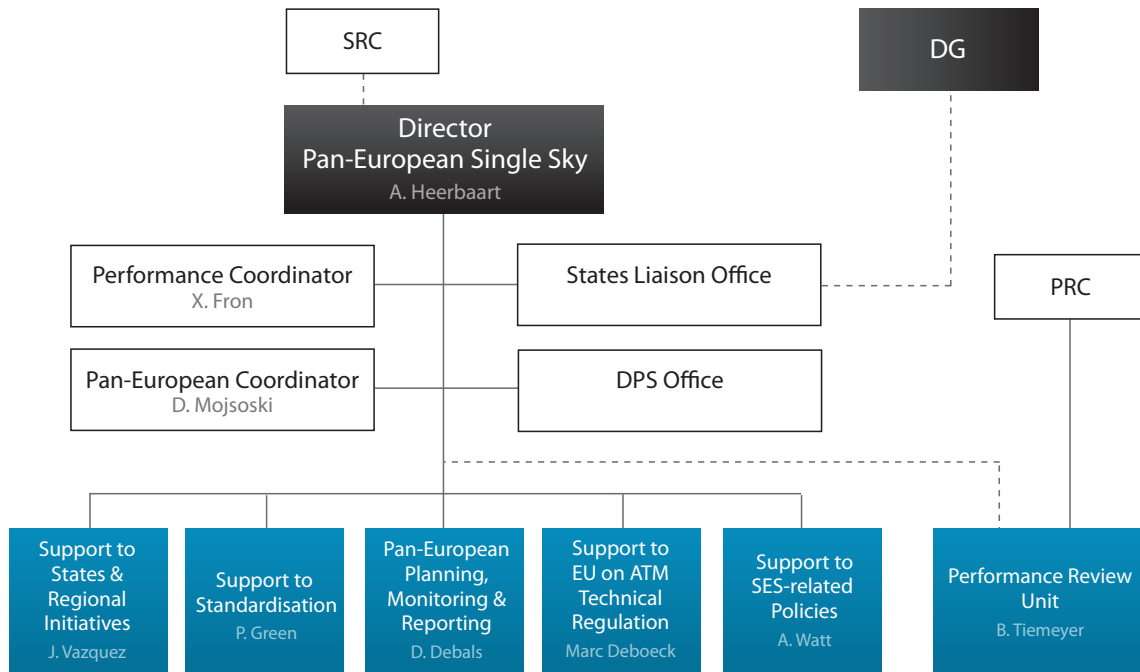 SRC
DG
Director
Pan-European Single Sky
A. Heerbaart
Performance Coordinator
X. Fron
States Liaison Office
PRC
Pan-European Coordinator
D. Mojsoski
DPS Office
Support to
States &
Regional
Initiatives
J. Vazquez
Support to
Standardisation
P. Green
Pan-European
Planning,
Monitoring &
Reporting
D. Debals
Support to
EU on ATM
Technical
Regulation
Marc Deboeck
Support to
SES-related
Policies
A. Watt
Performance Review
Unit
B. Tiemeyer